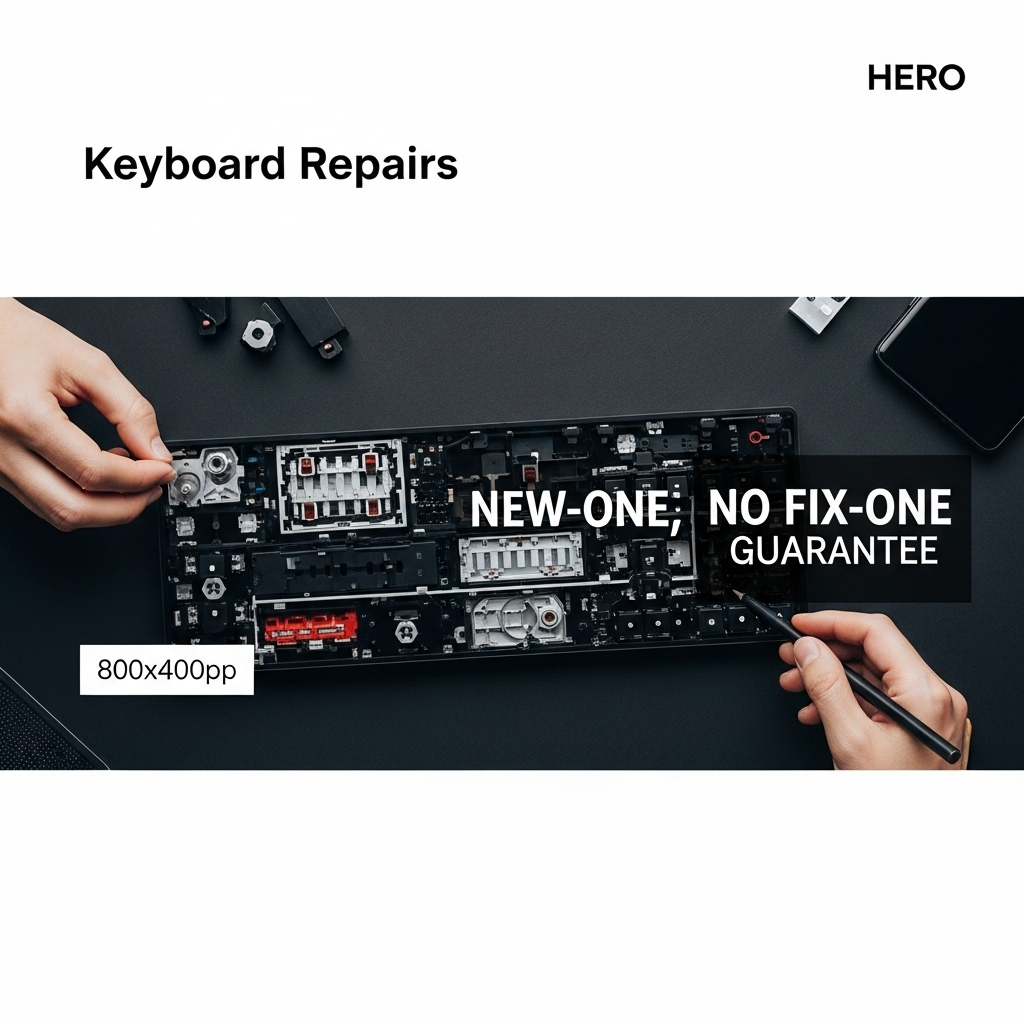 HERO
Keyboard Repairs
NEW-ONE; NO FIX-ONE
GUARANTEE
800x400pp